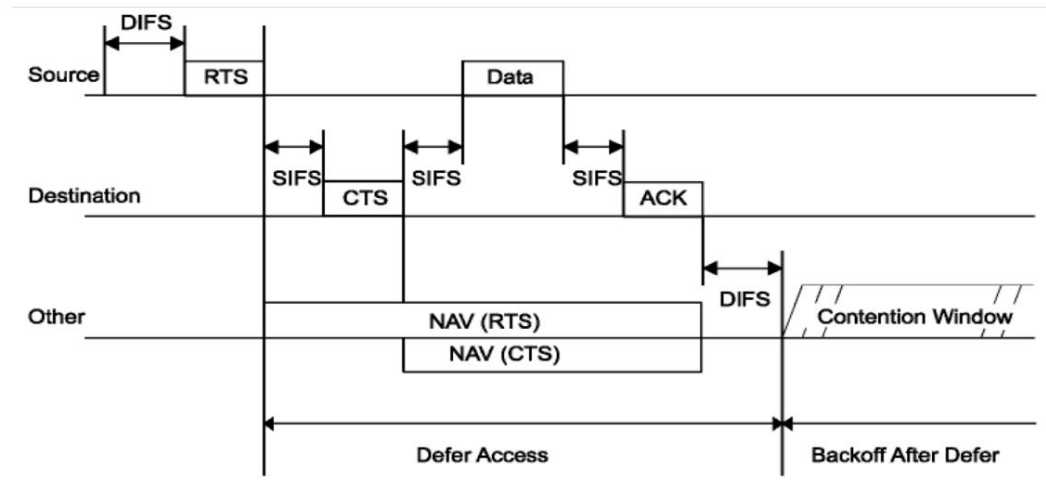 DIFS
Source
RTS
Data
SIFS
SIFS
SIFS
Destination
CTS
ACK
DIFS
Other
NAV (RTS)
Contention Window
NAV (CTS)
Defer Access
Backoff After Defer